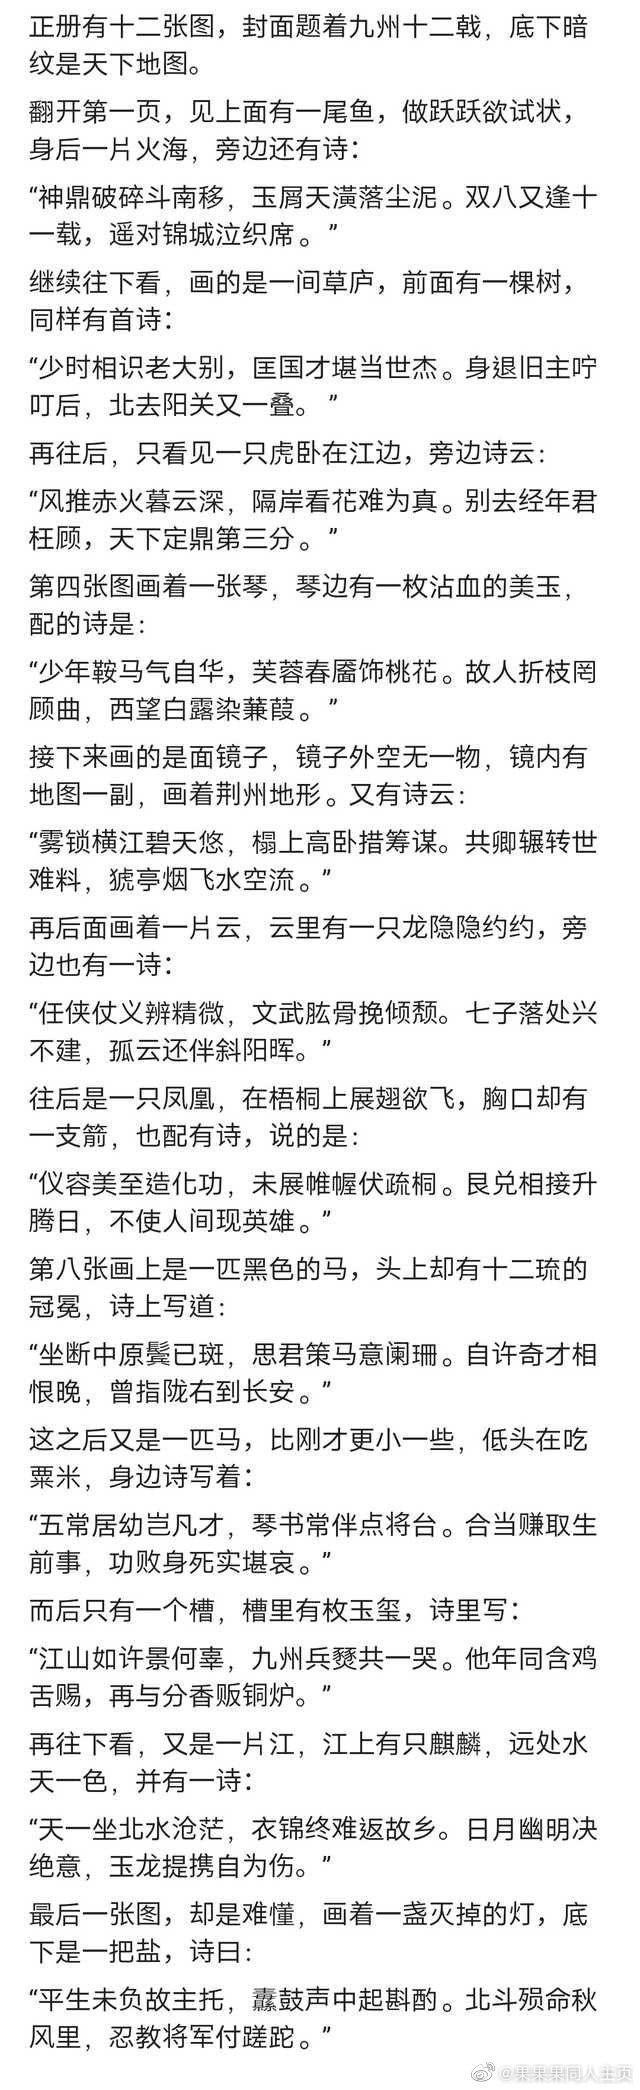 正册有十二张图，封面题着九州十二戟，底下暗
纹是天下地图。
翻开第一页，见上面有一尾鱼，做跃跃欲试状，
身后一片火海，旁边还有诗：
“神鼎破碎斗南移，玉屑天潢落尘泥。双八又逢十
一载，遥对锦城泣织席。”
继续往下看，画的是一间草庐，前面有一棵树，
同样有首诗：
“少时相识老大别，匡国才堪当世杰。身退旧主咛
叮后，北去阳关又一叠。”
再往后，只看见一只虎卧在江边，旁边诗云：
“风推赤火暮云深，隔岸看花难为真。别去经年君
枉顾，天下定鼎第三分。”
第四张图画着一张琴，琴边有一枚沾血的美玉，
配的诗是：
“少年鞍马气自华，芙蓉春靥饰桃花。故人折枝罔
顾曲，西望白露染蒹葭。”
接下来画的是面镜子，镜子外空无一物，镜内有
地图一副，画着荆州地形。又有诗云：
“雾锁横江碧天悠，榻上高卧措筹谋。共卿辗转世
难料，猇亭烟飞水空流。”
再后面画着一片云，云里有一只龙隐隐约约，旁
边也有一诗：
“任侠仗义辨精微，文武肱骨挽倾颓。七子落处兴
不建，孤云还伴斜阳晖。”
往后是一只凤凰，在梧桐上展翅欲飞，胸口却有
一支箭，也配有诗，说的是：
“仪容美至造化功，未展帷幄伏疏桐。艮兑相接升
腾日，不使人间现英雄。”
第八张画上是一匹黑色的马，头上却有十二琉的
冠冕，诗上写道：
“坐断中原鬓已斑，思君策马意阑珊。自许奇才相
恨晚，曾指陇右到长安。”
这之后又是一匹马，比刚才更小一些，低头在吃
粟米，身边诗写着：
“五常居幼岂凡才，琴书常伴点将台。合当赚取生
前事，功败身死实堪哀。”
而后只有一个槽，槽里有枚玉玺，诗里写：
“江山如许景何辜，九州兵燹共一哭。他年同含鸡
舌赐，再与分香贩铜炉。”
再往下看，又是一片江，江上有只麒麟，远处水
天一色，并有一诗：
“天一坐北水沧茫，衣锦终难返故乡。日月幽明决
绝意，玉龙提携自为伤。”
最后一张图，却是难懂，画着一盏灭掉的灯，底
下是一把盐，诗曰：
“平生未负故主托，纛鼓声中起斟酌。北斗殒命秋
风里，忍教将军付蹉跎。”
@果果果同人主页